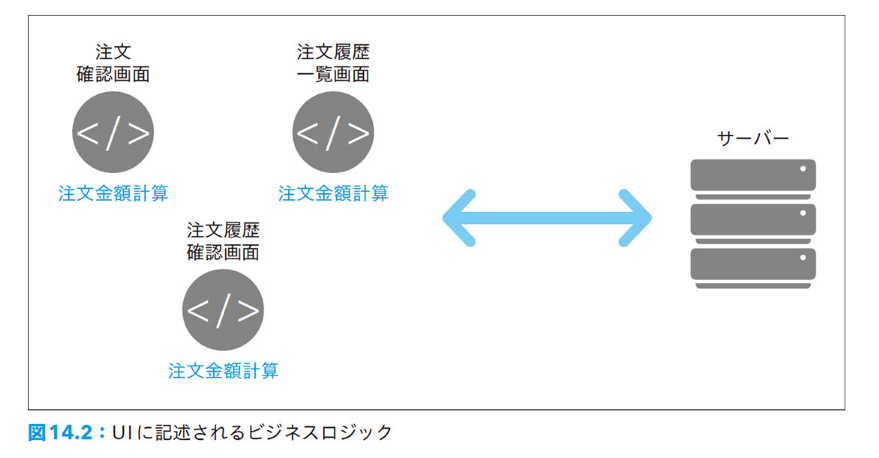 注文
確認画面
</>
注文金額計算
注文履歴
一覧画面
</>
注文金額計算
注文履歴
確認画面
</>
注文金額計算
サーバー
図14.2：UIに記述されるビジネスロジック